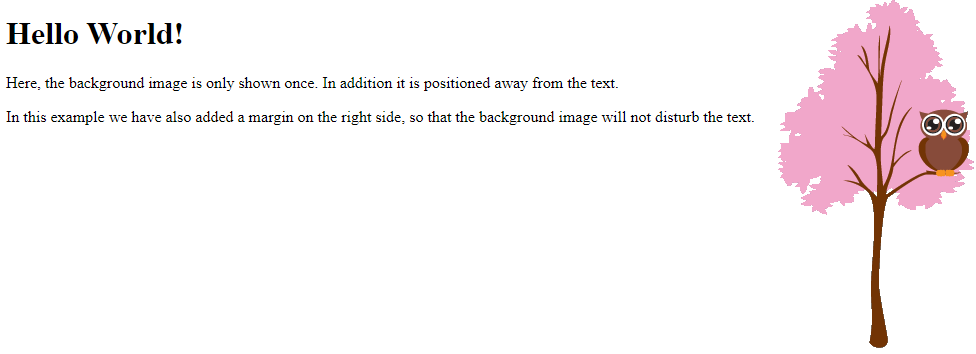 Hello World!
Here, the background image is only shown once. In addition it is positioned away from the text.
In this example we have also added a margin on the right side, so that the background image will not disturb the text.